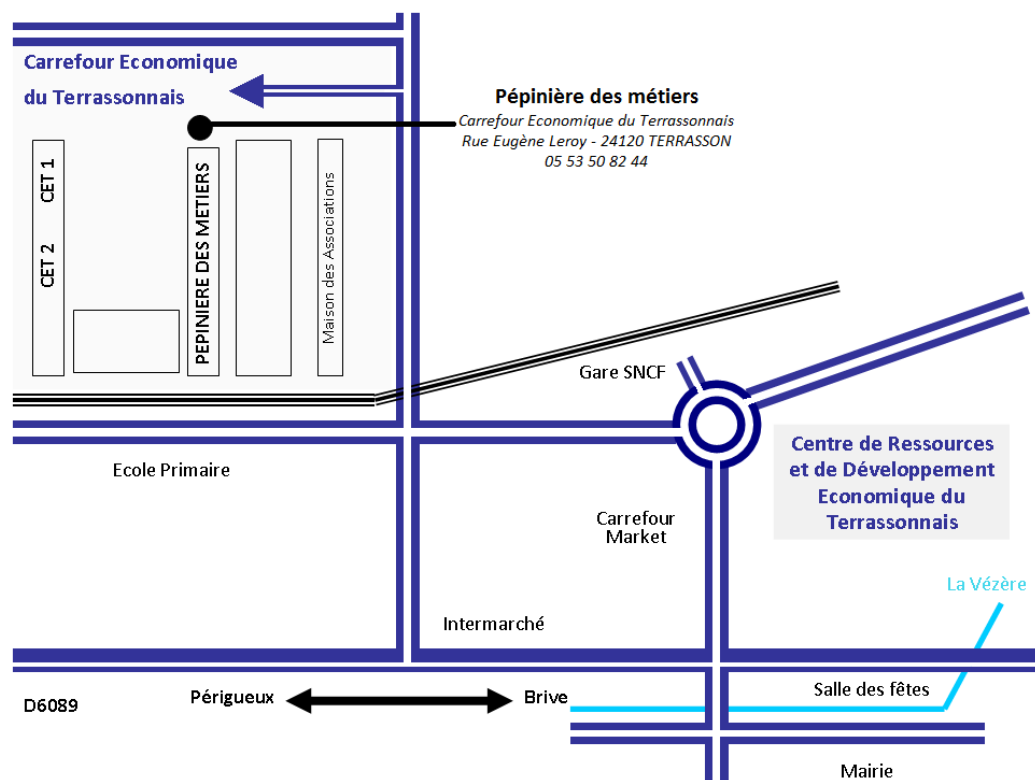 Carrefour Economique
du Terrassonnais
Pépinière des métiers
Carrefour Economique du Terrassonnais
Rue Eugène Leroy - 24120 TERRASSON
05 53 50 82 44
CET 1
CET 2
PEPINIERE DES METIERS
Maison des Associations
Gare SNCF
Ecole Primaire
Centre de Ressources
et de Développement
Economique du
Terrassonnais
Carrefour
Market
La Vézère
Intermarché
D6089
Périgueux
Brive
Salle des fêtes
Mairie